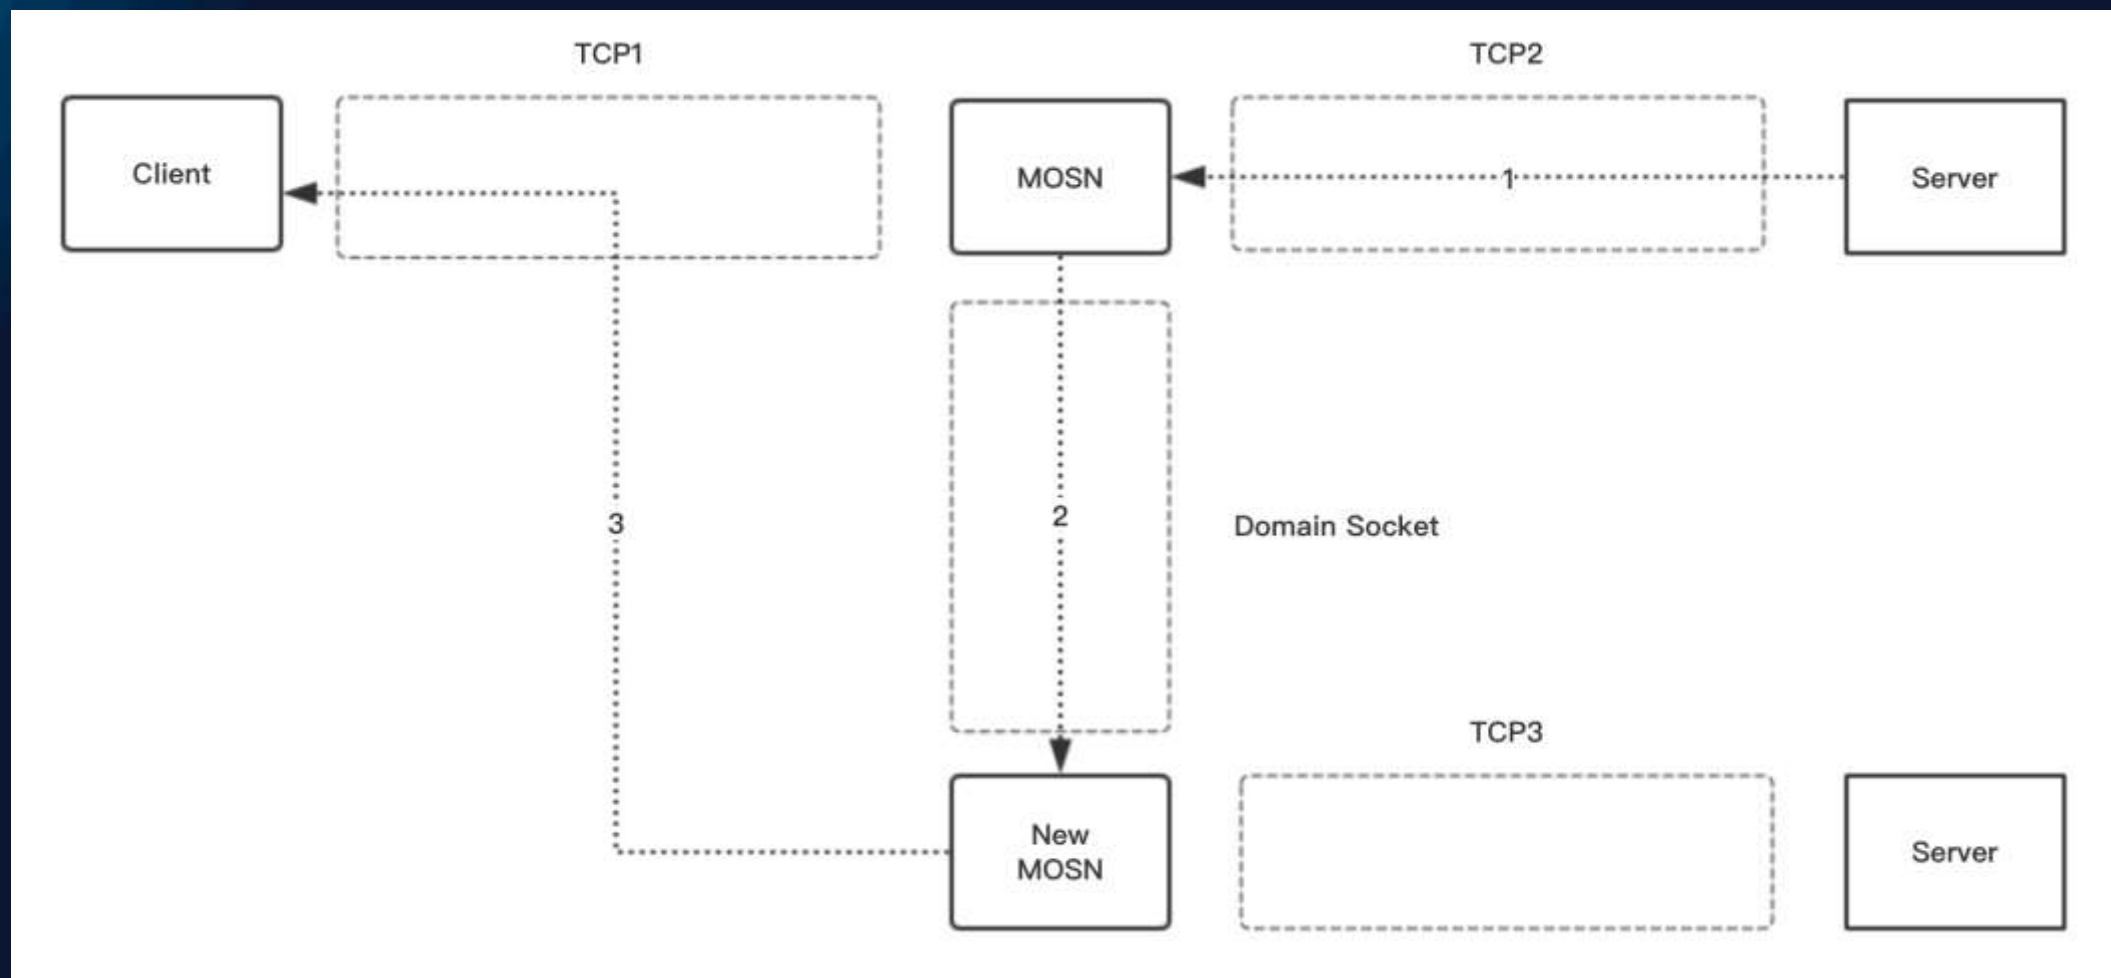 TCP1
TCP2
Client
MOSN
1
Server
3
2
Domain Socket
TCP3
New
MOSN
Server